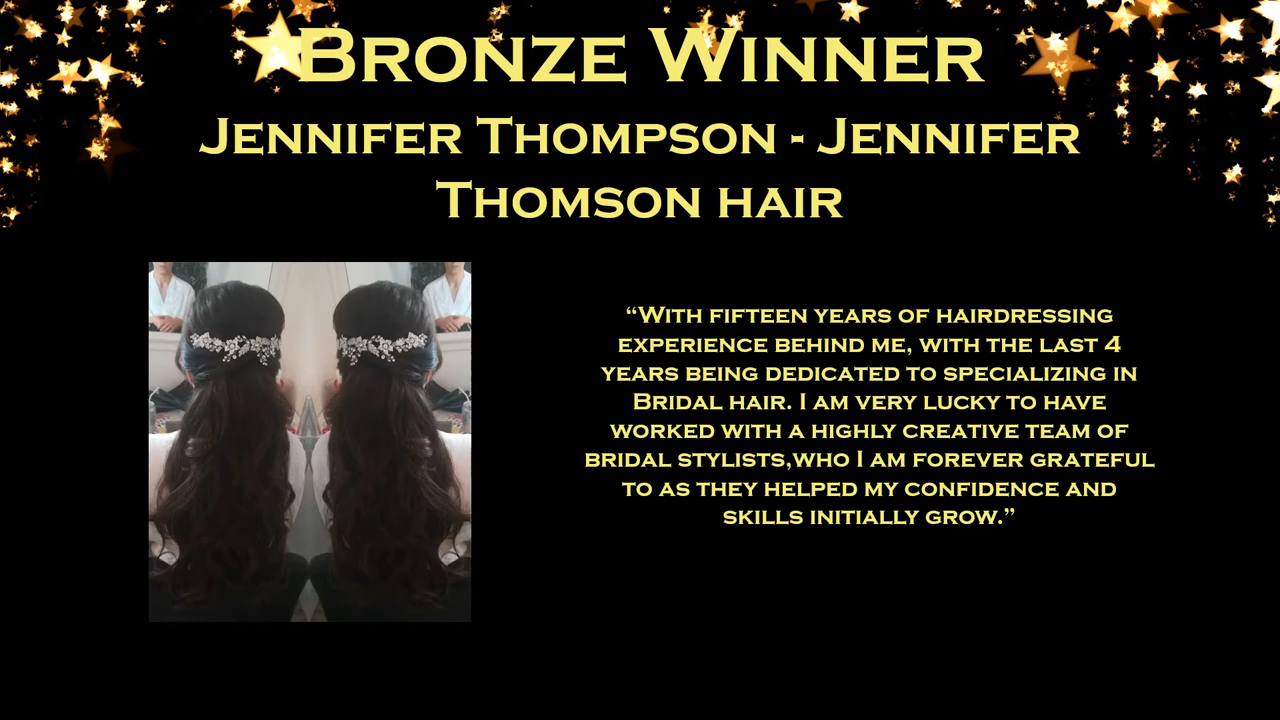 Bronze Winner
Jennifer Thompson - Jennifer
Thomson hair
“With fifteen years of hairdressing
experience behind me, with the last 4
years being dedicated to specializing in
Bridal hair. I am very lucky to have
worked with a highly creative team of
bridal stylists,who I am forever grateful
to as they helped my confidence and
skills initially grow.”